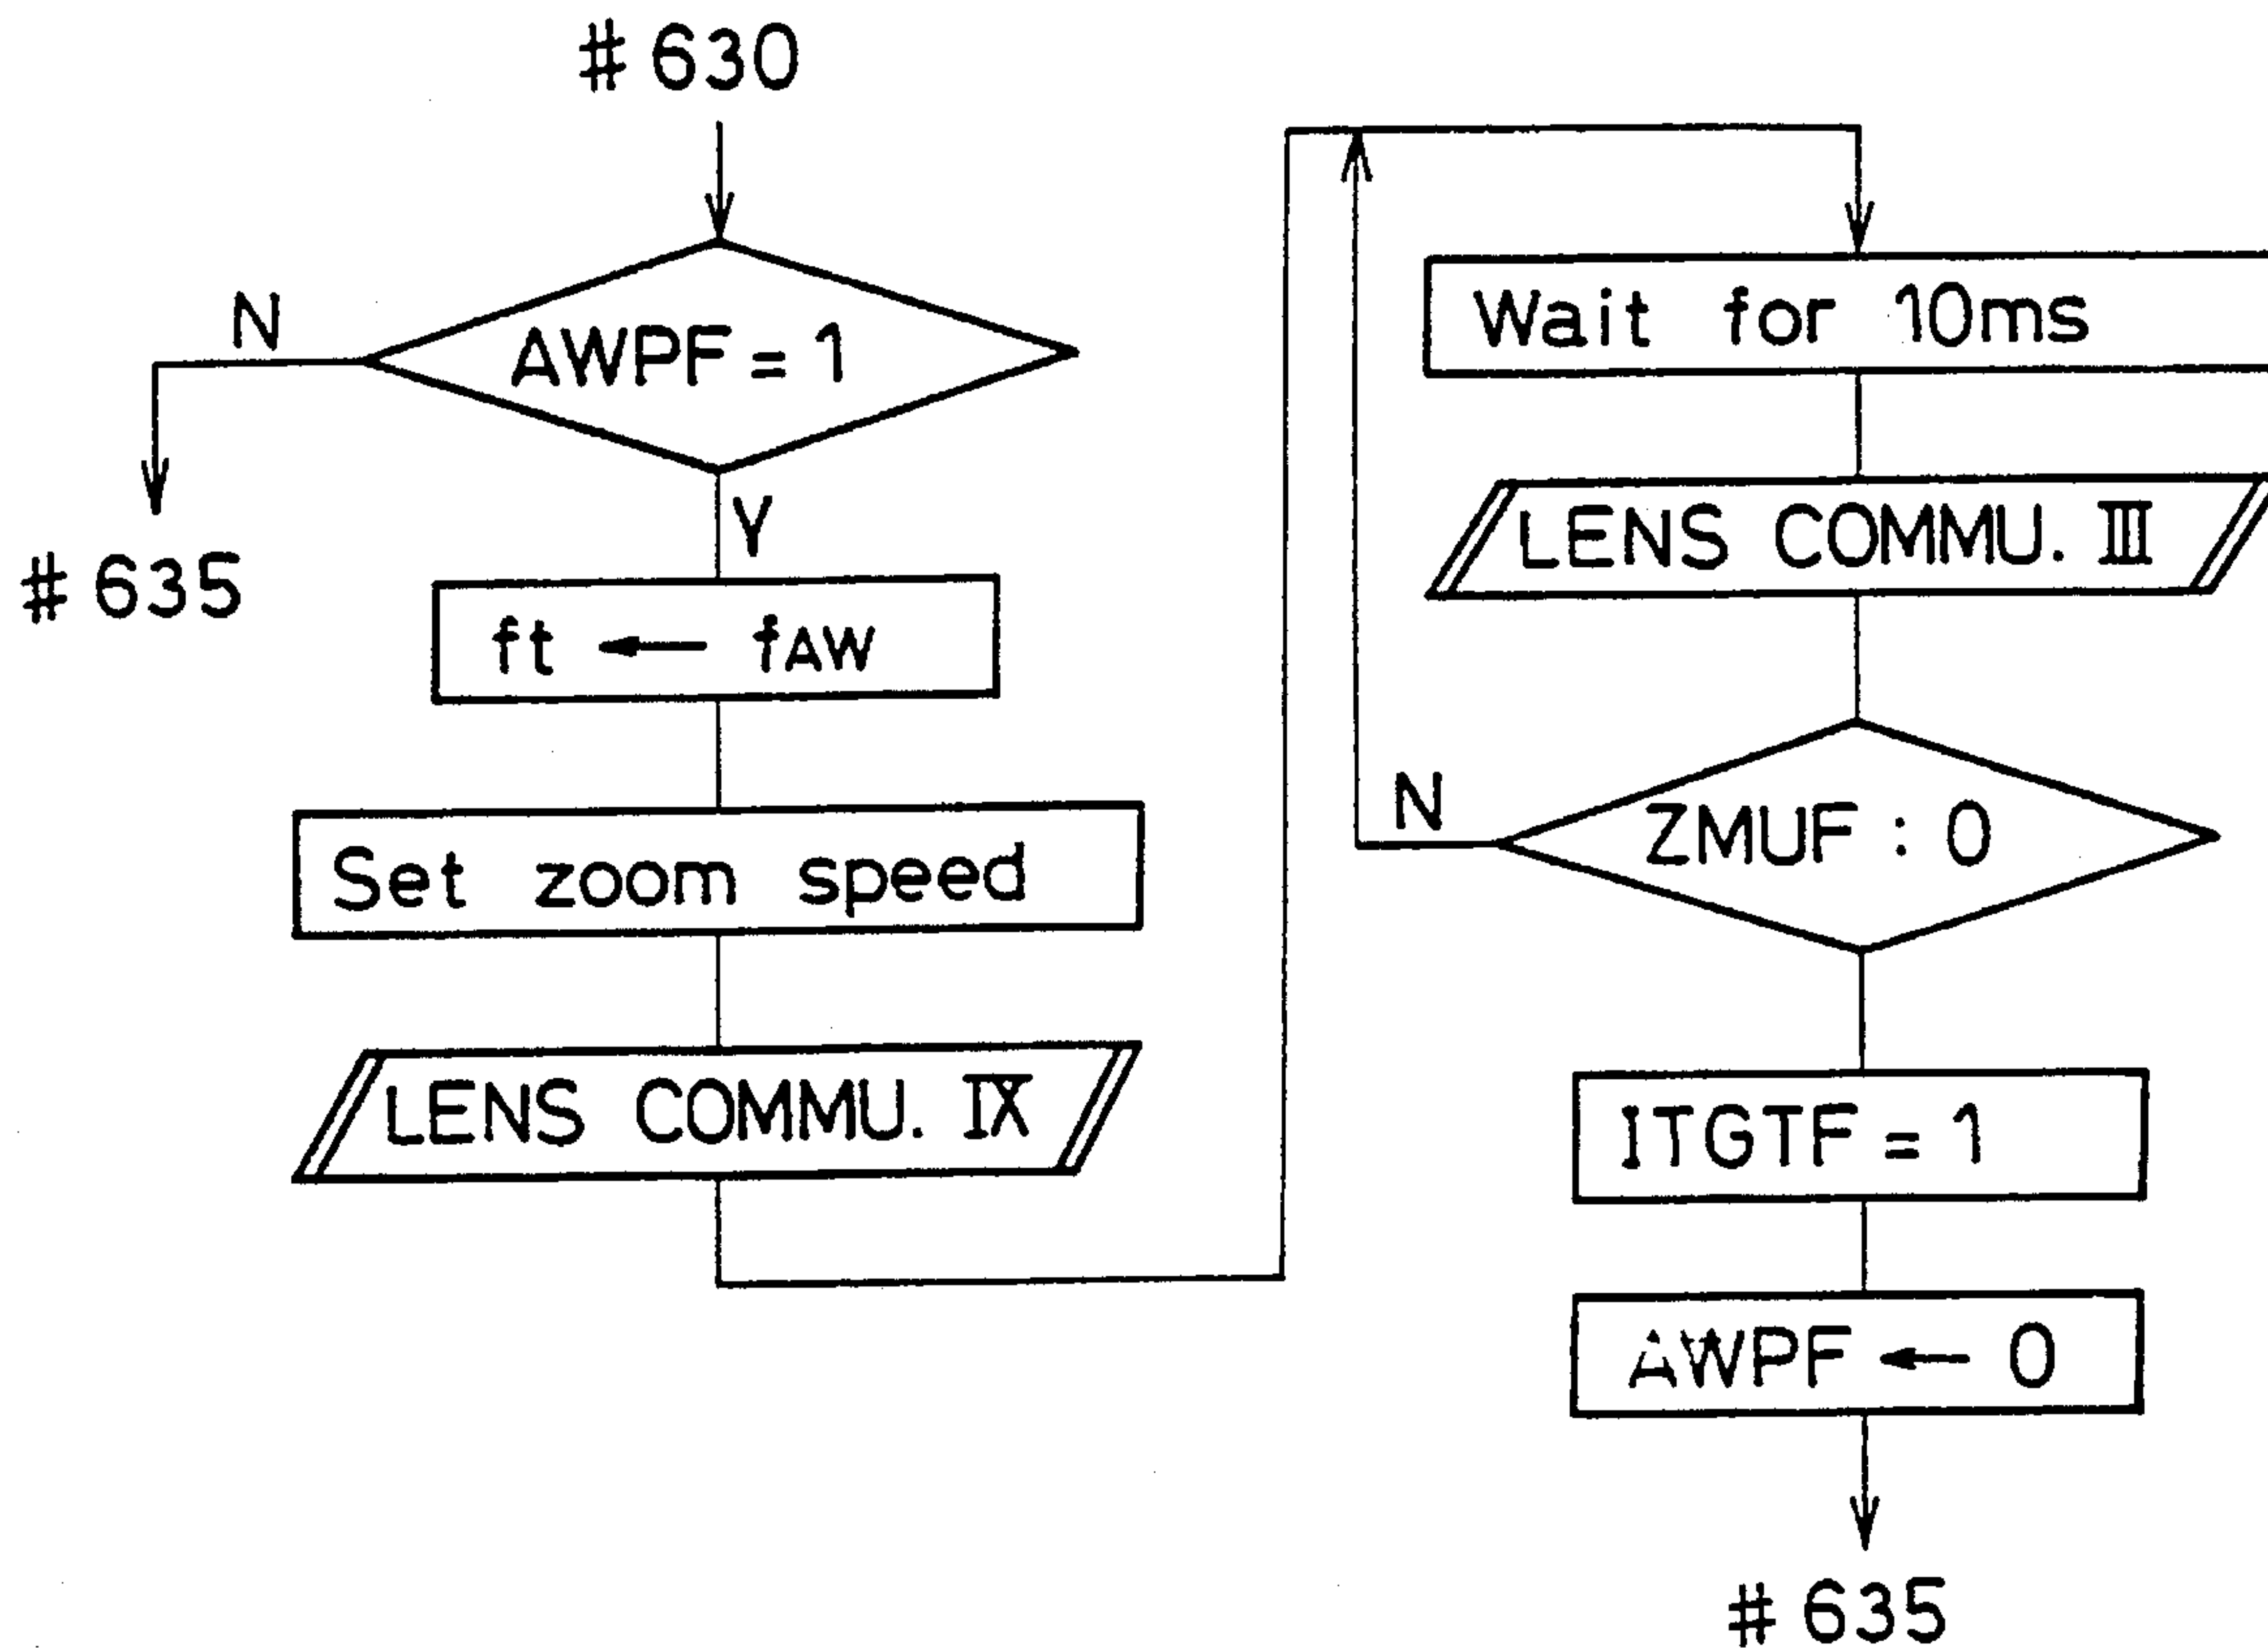 # 630
AWPF = 1
N
Y
# 635
ft ← fAW
Set zoom speed
LENS COMMU. IX
Wait for 10ms
LENS COMMU. III
ZMUF : 0
N
ITGTF = 1
AWPF ← 0
# 635